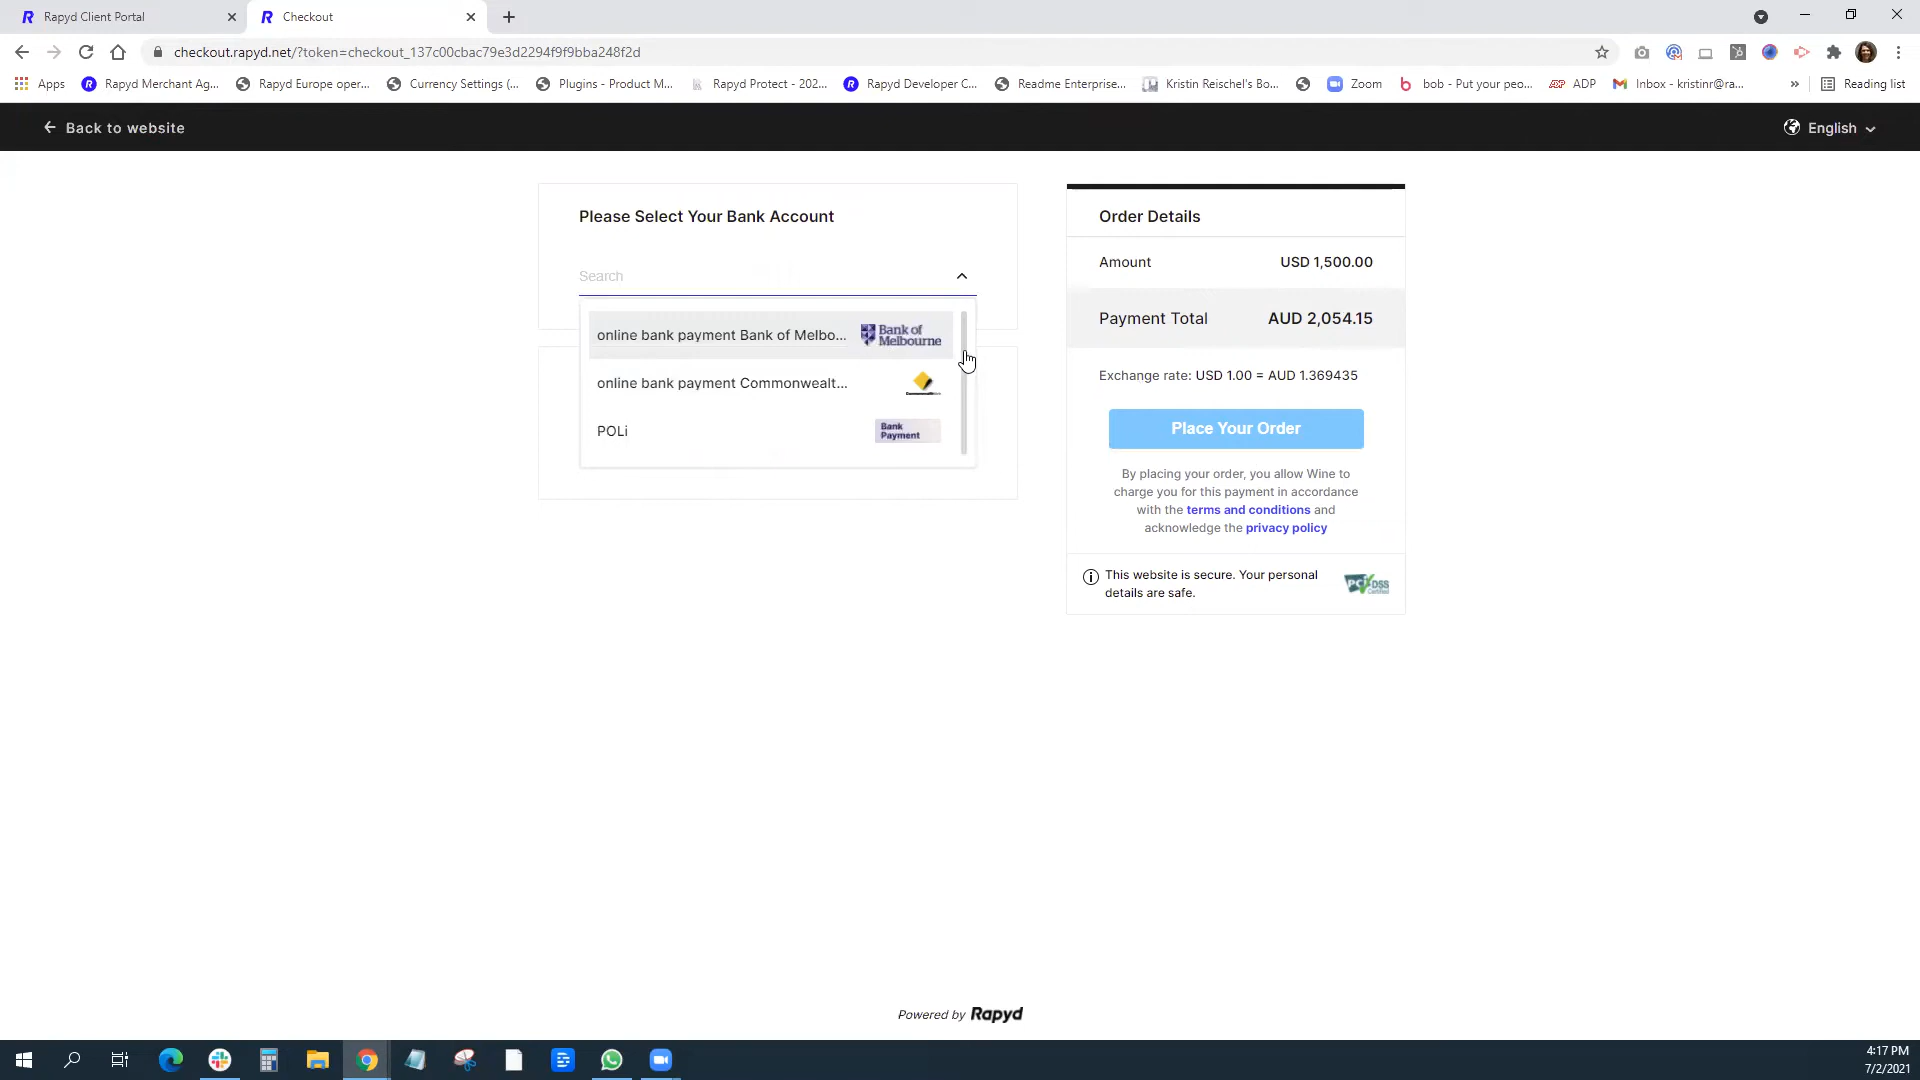 Rapyd Client Portal
Checkout
checkout.rapyd.net/?token=checkout_137c00cbac79e3d2294f9f9bba248f2d
Apps
Rapyd Merchant Ag...
Rapyd Europe oper...
Currency Settings (...
Plugins - Product M...
Rapyd Protect - 202...
Rapyd Developer C...
Readme Enterprise...
Kristin Reischel's Bo...
Zoom
bob - Put your peo...
ADP
Inbox - kristinr@ra...
»
Reading list
Back to website
English
Please Select Your Bank Account
Search
online bank payment Bank of Melbo...
Bank of
Melbourne
online bank payment Commonwealt...
POLi
Bank
Payment
Order Details
Amount USD 1,500.00
Payment Total AUD 2,054.15
Exchange rate: USD 1.00 = AUD 1.369435
Place Your Order
By placing your order, you allow Wine to
charge you for this payment in accordance
with the terms and conditions and
acknowledge the privacy policy
This website is secure. Your personal
details are safe.
PCI DSS
Certified
Powered by Rapyd
4:17 PM
7/2/2021